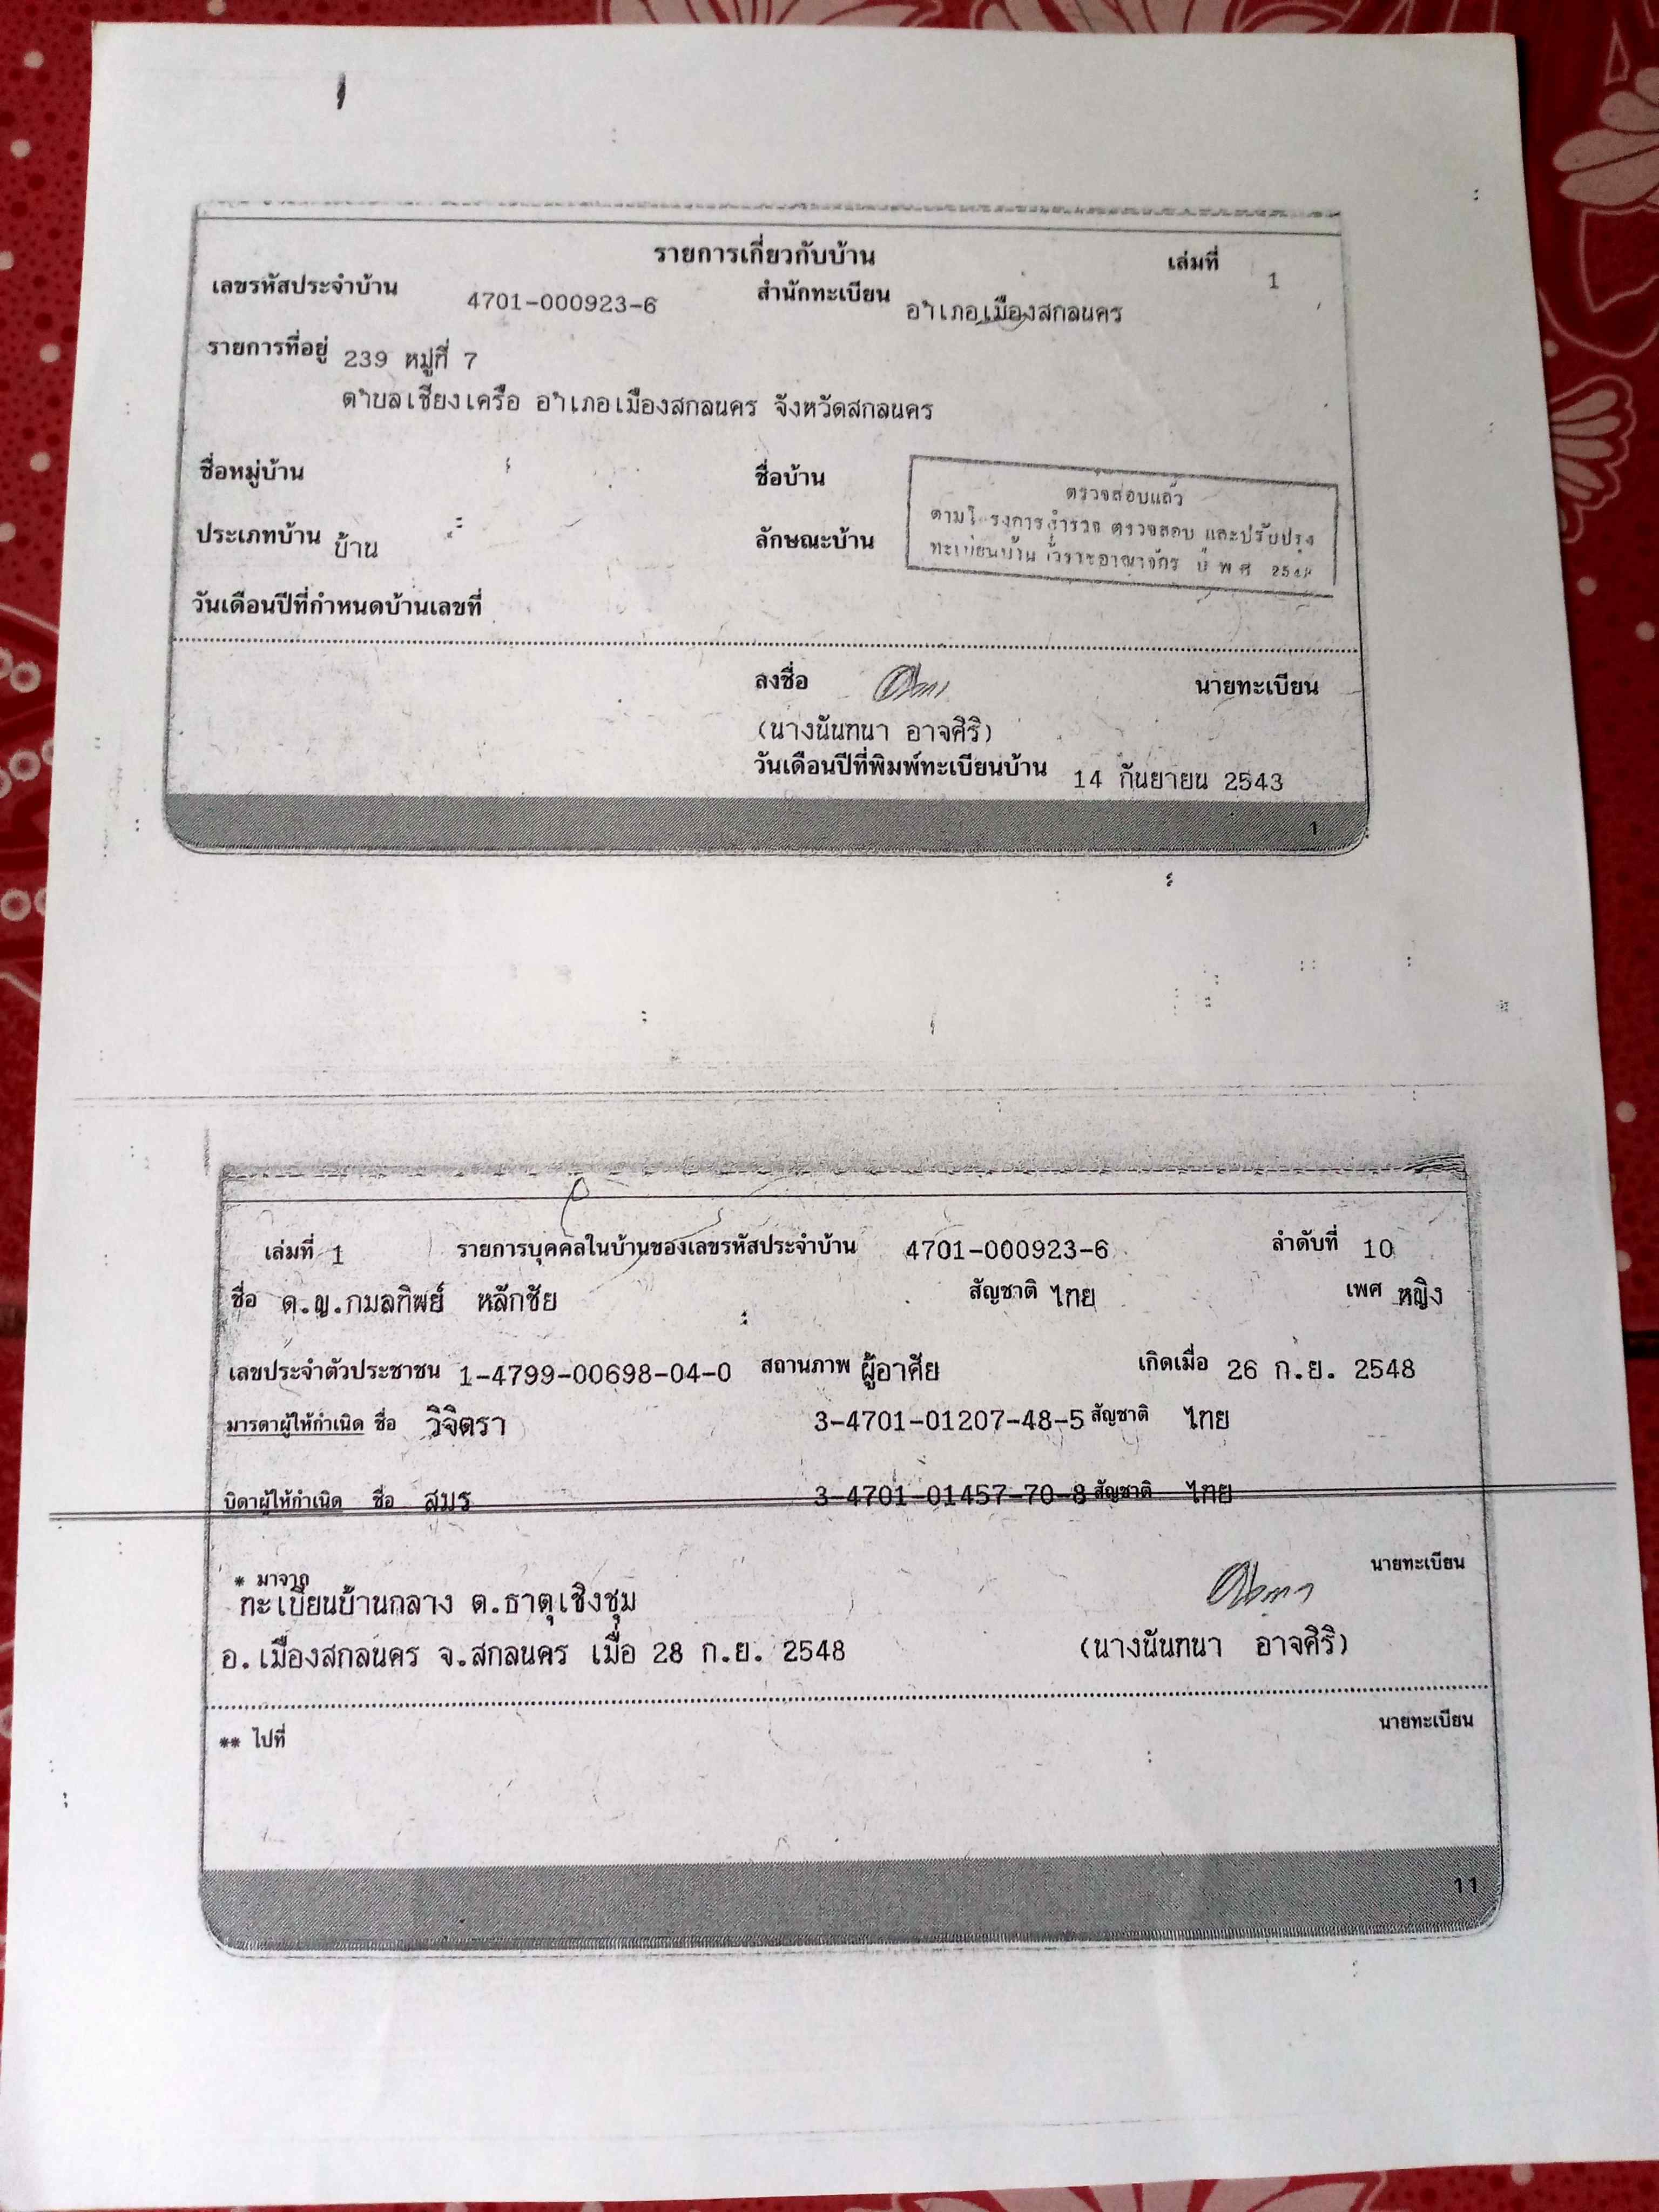 รายการเกี่ยวกับบ้าน เล่มที่ 1
เลขรหัสประจำบ้าน 4701-000923-6 สำนักทะเบียน อำเภอเมืองสกลนคร
รายการที่อยู่ 239 หมู่ที่ 7
ตำบลเชียงเครือ อำเภอเมืองสกลนคร จังหวัดสกลนคร
ชื่อหมู่บ้าน ชื่อบ้าน
ประเภทบ้าน บ้าน ลักษณะบ้าน
ตรวจสอบแล้ว
ตามโครงการสำรวจ ตรวจสอบ และปรับปรุง
ทะเบียนบ้าน ทั่วราชอาณาจักร ปี พ ศ
วันเดือนปีที่กำหนดบ้านเลขที่
ลงชื่อ นายทะเบียน
(นางนันทนา อาจศิริ)
วันเดือนปีที่พิมพ์ทะเบียนบ้าน 14 กันยายน 2543
1
เล่มที่ 1 รายการบุคคลในบ้านของเลขรหัสประจำบ้าน 4701-000923-6 ลำดับที่ 10
ชื่อ ด.ญ.กมลทิพย์ หลักชัย สัญชาติ ไทย เพศ หญิง
เลขประจำตัวประชาชน 1-4799-00698-04-0 สถานภาพ ผู้อาศัย เกิดเมื่อ 26 ก.ย. 2548
มารดาผู้ให้กำเนิด ชื่อ วิจิตรา 3-4701-01207-48-5 สัญชาติ ไทย
บิดาผู้ให้กำเนิด ชื่อ สมร 3-4701-01457-70-8 สัญชาติ ไทย
* มาจาก นายทะเบียน
ทะเบียนบ้านกลาง ต.ธาตุเชิงชุม
อ.เมืองสกลนคร จ.สกลนคร เมื่อ 28 ก.ย. 2548 (นางนันทนา อาจศิริ)
** ไปที่ นายทะเบียน
11